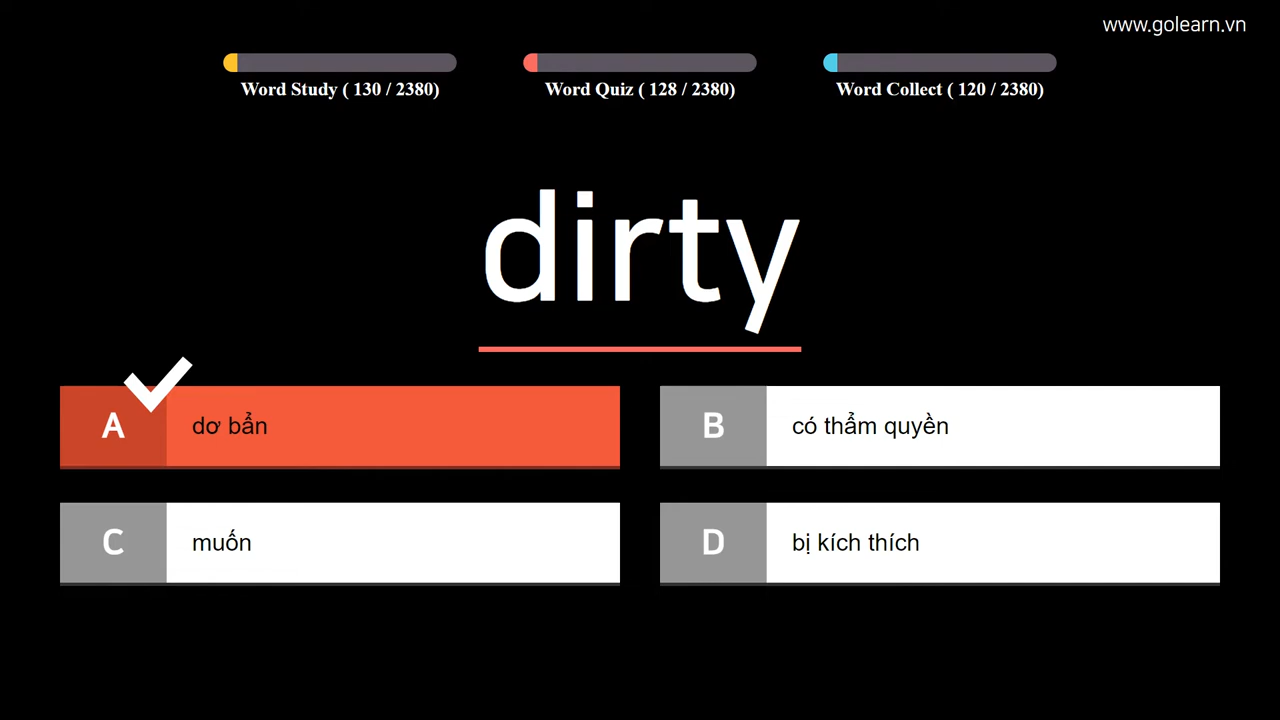 www.golearn.vn
Word Study ( 130 / 2380)
Word Quiz ( 128 / 2380)
Word Collect ( 120 / 2380)
dirty
A dơ bẩn
B có thẩm quyền
C muốn
D bị kích thích